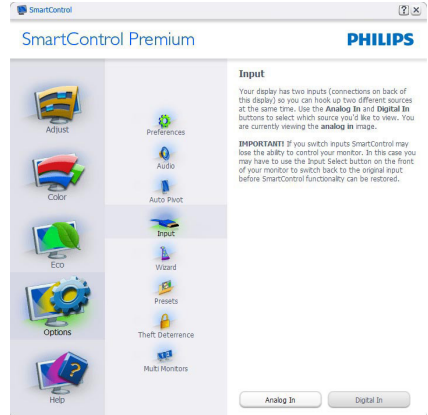 SmartControl
SmartControl Premium
PHILIPS
Adjust
Color
Eco
Options
Help
Preferences
Audio
Auto Pivot
Input
Wizard
Presets
Theft Deterrence
Multi Monitors
Input
Your display has two inputs (connections on back of
this display) so you can hook up two different sources
at the same time. Use the Analog In and Digital In
buttons to select which source you'd like to view. You
are currently viewing the analog in image.
IMPORTANT! If you switch inputs SmartControl may
lose the ability to control your monitor. In this case you
may have to use the Input Select button on the front
of your monitor to switch back to the original input
before SmartControl functionality can be restored.
Analog In
Digital In